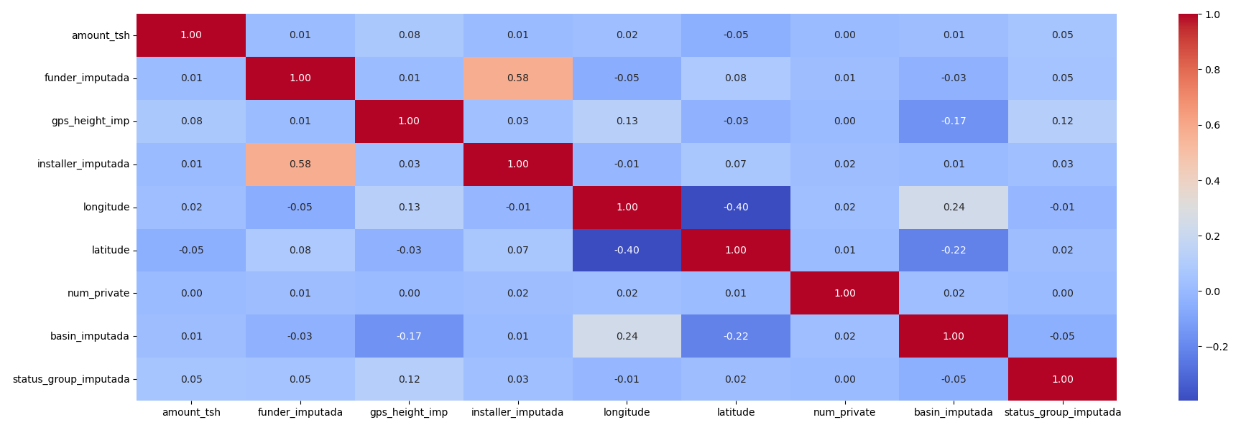 amount_tsh 1.00 0.01 0.08 0.01 0.02 -0.05 0.00 0.01 0.05
funder_imputada 0.01 1.00 0.01 0.58 -0.05 0.08 0.01 -0.03 0.05
gps_height_imp 0.08 0.01 1.00 0.03 0.13 -0.03 0.00 -0.17 0.12
installer_imputada 0.01 0.58 0.03 1.00 -0.01 0.07 0.02 0.01 0.03
longitude 0.02 -0.05 0.13 -0.01 1.00 -0.40 0.02 0.24 -0.01
latitude -0.05 0.08 -0.03 0.07 -0.40 1.00 0.01 -0.22 0.02
num_private 0.00 0.01 0.00 0.02 0.02 0.01 1.00 0.02 0.00
basin_imputada 0.01 -0.03 -0.17 0.01 0.24 -0.22 0.02 1.00 -0.05
status_group_imputada 0.05 0.05 0.12 0.03 -0.01 0.02 0.00 -0.05 1.00
amount_tsh funder_imputada gps_height_imp installer_imputada longitude latitude num_private basin_imputada status_group_imputada
1.0
0.8
0.6
0.4
0.2
0.0
−0.2